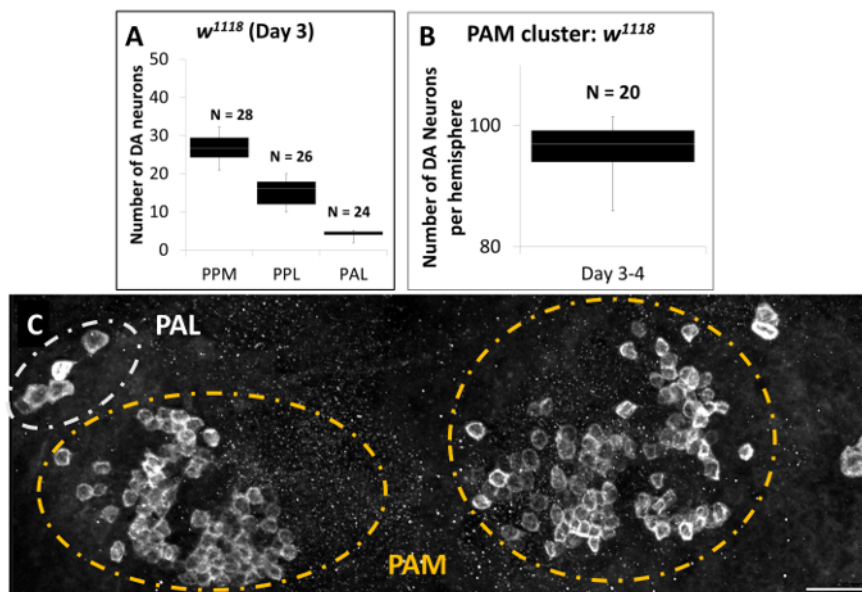 A
w1118 (Day 3)
Number of DA neurons
50
40
30
20
10
0
N = 28
N = 26
N = 24
PPM PPL PAL
B
PAM cluster: w1118
Number of DA Neurons
per hemisphere
100
80
N = 20
Day 3-4
C
PAL
PAM